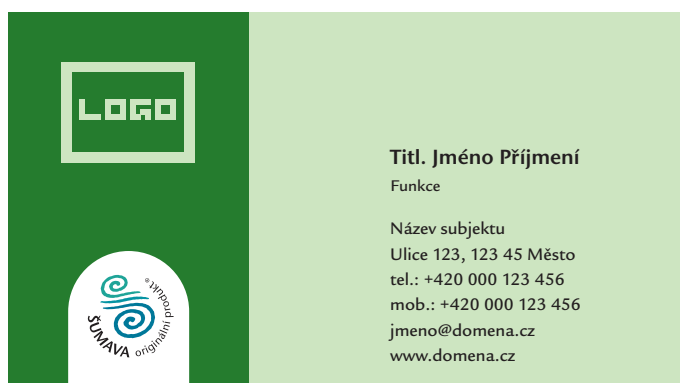 LOGO
ŠUMAVA originální produkt®
Titl. Jméno Příjmení
Funkce
Název subjektu
Ulice 123, 123 45 Město
tel.: +420 000 123 456
mob.: +420 000 123 456
jmeno@domena.cz
www.domena.cz